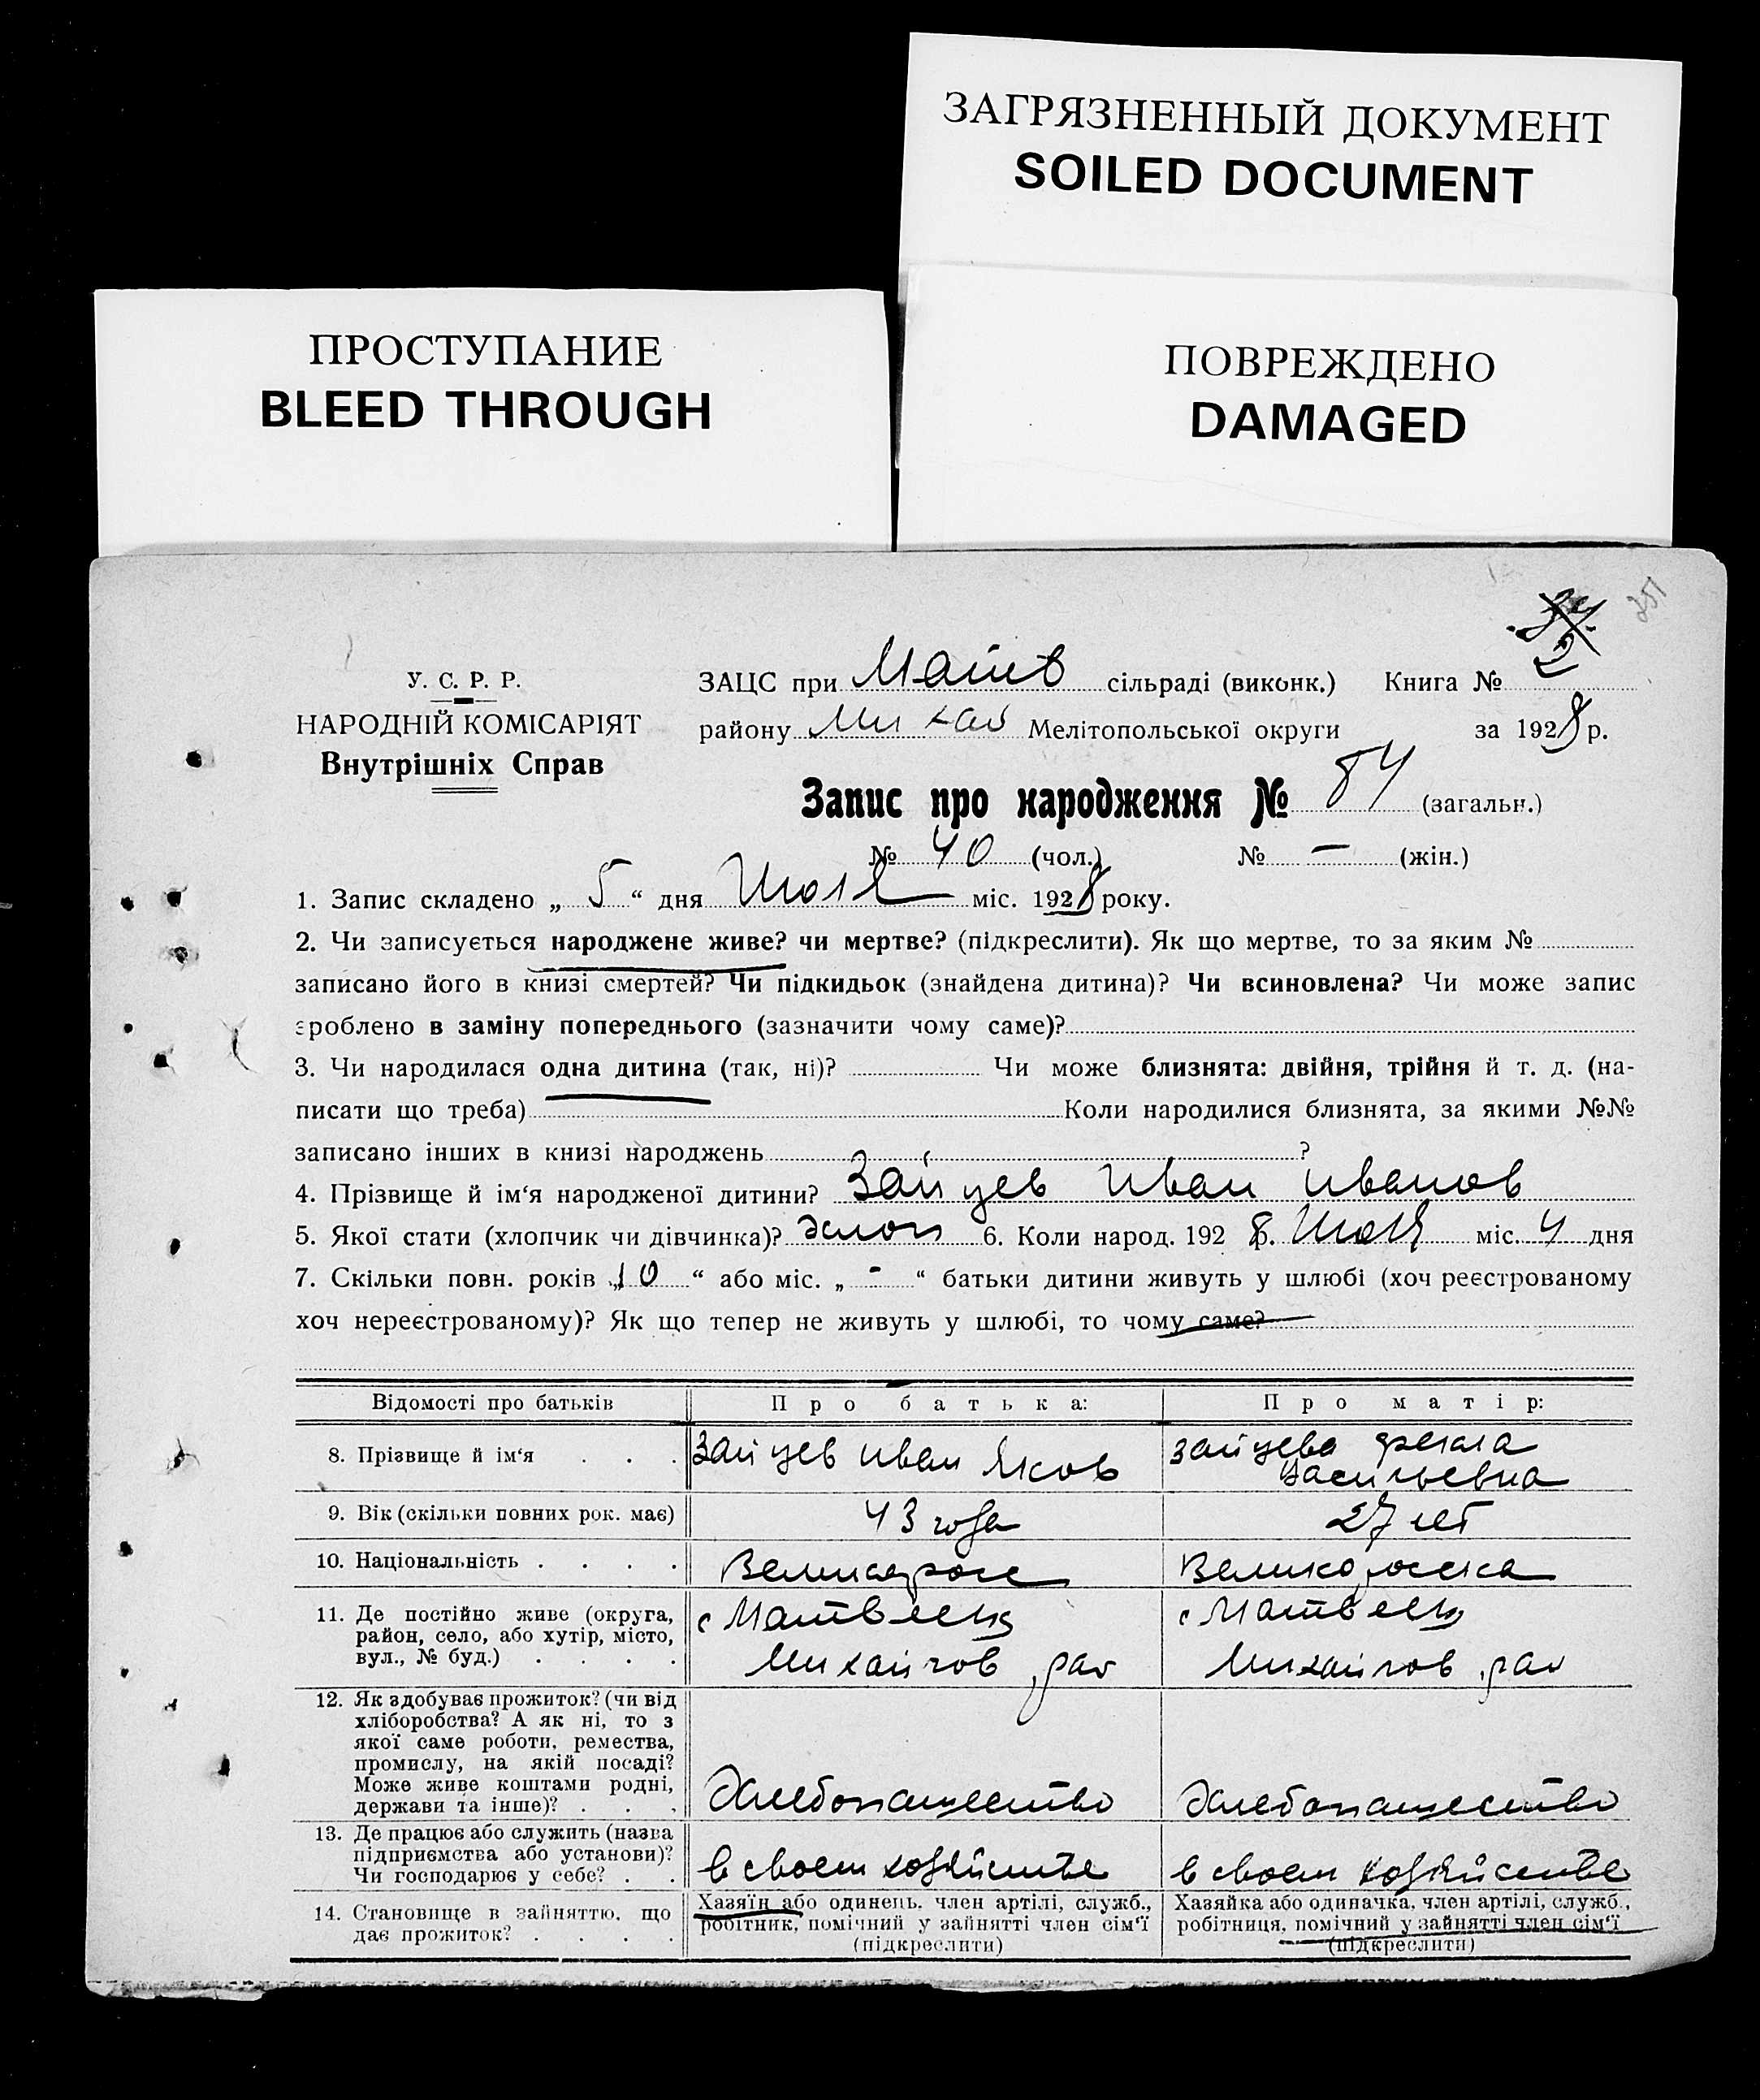 ЗАГРЯЗНЕННЫЙ ДОКУМЕНТ
SOILED DOCUMENT
ПРОСТУПАНИЕ
BLEED THROUGH
ПОВРЕЖДЕНО
DAMAGED
251
У. С. Р. Р.
НАРОДНІЙ КОМІСАРІЯТ
Внутрішніх Справ
ЗАЦС при Матв сільраді (виконк.) Книга № 2
району Михай Мелітопольської округи за 1928 р.
Запис про народження № 84 (загальн.)
№ 40 (чол.) № — (жін.)
1. Запис складено „ 5 “ дня Июля міс. 1928 року.
2. Чи записується народжене живе? чи мертве? (підкреслити). Як що мертве, то за яким №
записано його в книзі смертей? Чи підкидьок (знайдена дитина)? Чи всиновлена? Чи може запис
зроблено в заміну попереднього (зазначити чому саме)?
3. Чи народилася одна дитина (так, ні)? Чи може близнята: двійня, трійня й т. д. (на-
писати що треба) Коли народилися близнята, за якими №№
записано інших в книзі народжень ?
4. Прізвище й ім‘я народженої дитини? Зайцев Иван Иванов
5. Якої стати (хлопчик чи дівчинка)? хлоп 6. Коли народ. 1928 р. Июля міс. 4 дня
7. Скільки повн. років „ 10 “ або міс. „ - “ батьки дитини живуть у шлюбі (хоч реєстрованому
хоч нереєстрованому)? Як що тепер не живуть у шлюбі, то чому саме?
Відомості про батьків Про батька: Про матір:
8. Прізвище й ім‘я . . . Зайцев Иван Яков Зайцева Фекла
Васильевна
9. Вік (скільки повних рок. має) 43 года 27 лет
10. Національність . . . . Великорос Великоросска
11. Де постійно живе (округа, с Матвеевц с Матвеевц
район, село, або хутір, місто,
вул., № буд.) . . . . Михайлов рай Михайлов рай
12. Як здобуває прожиток? (чи від
хліборобства? А як ні, то з
якої саме роботи, ремества,
промислу, на якій посаді?
Може живе коштами родні,
держави та інше)? . . . Хлебопашество Хлебопашество
13. Де працює або служить (назва
підприємства або установи)?
Чи господарює у себе? . . в своем хозяйстве в своем хозяйстве
14. Становище в зайняттю, що Хазяїн або одинець, член артілі, служб., Хазяйка або одиначка, член артілі, служб.,
дає прожиток? . . . . робітник, помічний у зайнятті член сім‘ї робітниця, помічний у зайнятті член сім‘ї
(підкреслити) (підкреслити)